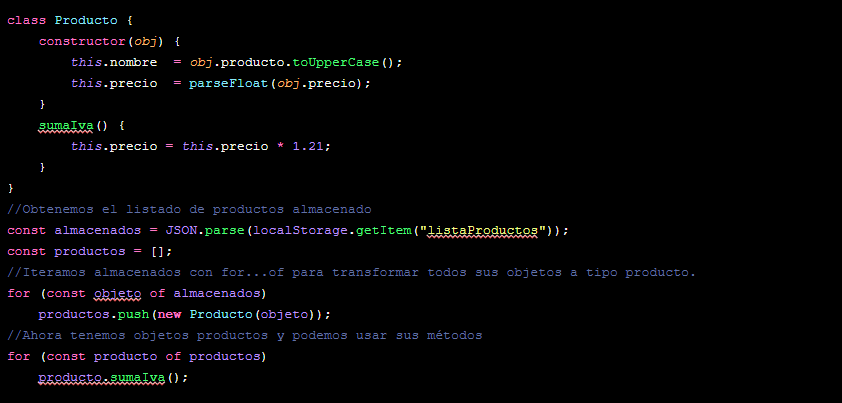 class Producto {
    constructor(obj) {
        this.nombre  = obj.producto.toUpperCase();
        this.precio  = parseFloat(obj.precio);
    }
    sumaIva() {
        this.precio = this.precio * 1.21;
    }
}
//Obtenemos el listado de productos almacenado
const almacenados = JSON.parse(localStorage.getItem("listaProductos"));
const productos = [];
//Iteramos almacenados con for...of para transformar todos sus objetos a tipo producto.
for (const objeto of almacenados)
    productos.push(new Producto(objeto));
//Ahora tenemos objetos productos y podemos usar sus métodos
for (const producto of productos)
    producto.sumaIva();